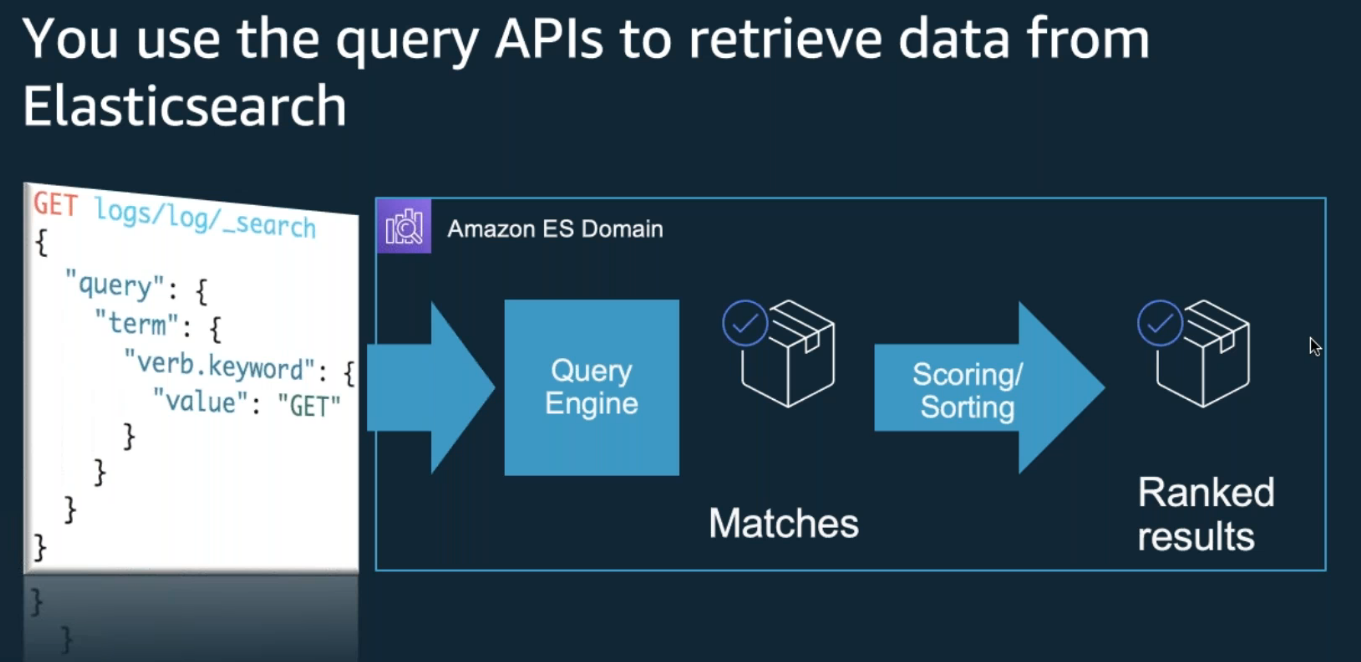 You use the query APIs to retrieve data from
Elasticsearch
GET logs/log/_search
{
"query": {
"term": {
"verb.keyword": {
"value": "GET"
}
}
}
}
}
}
Amazon ES Domain
Query
Engine
Matches
Scoring/
Sorting
Ranked
results